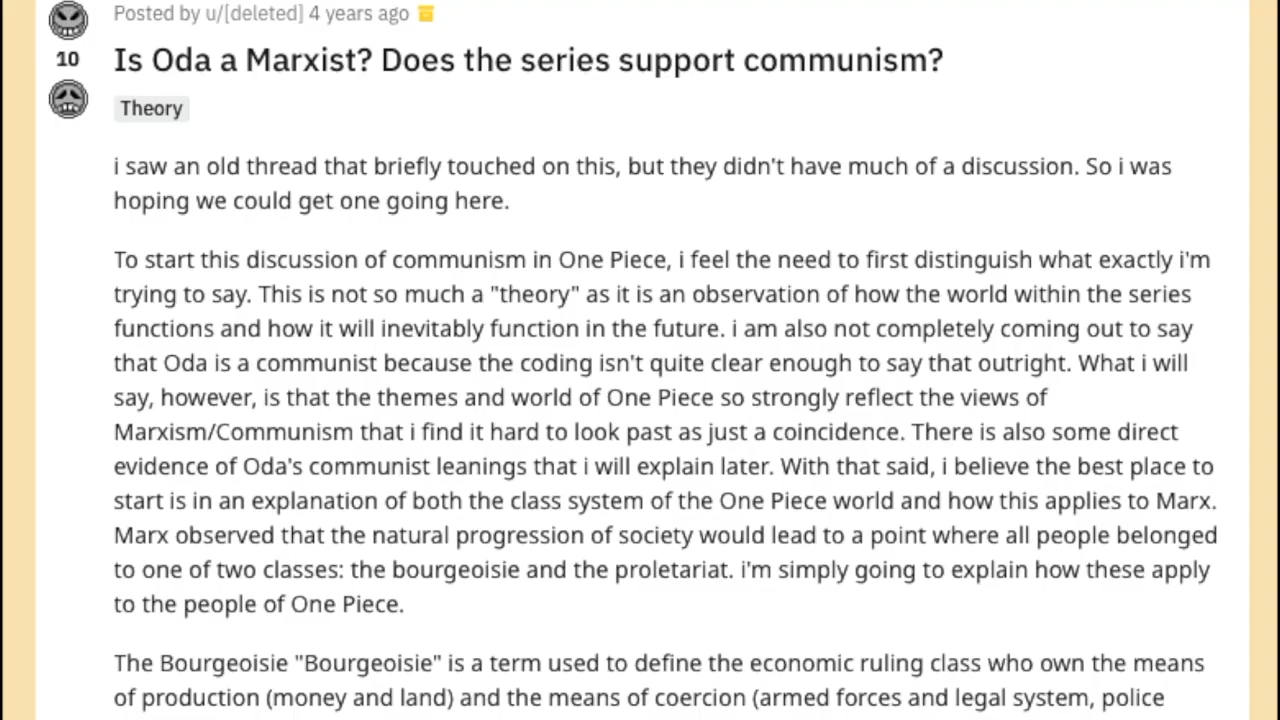 Posted by u/[deleted] 4 years ago
10
Is Oda a Marxist? Does the series support communism?
Theory
i saw an old thread that briefly touched on this, but they didn't have much of a discussion. So i was
hoping we could get one going here.
To start this discussion of communism in One Piece, i feel the need to first distinguish what exactly i'm
trying to say. This is not so much a "theory" as it is an observation of how the world within the series
functions and how it will inevitably function in the future. i am also not completely coming out to say
that Oda is a communist because the coding isn't quite clear enough to say that outright. What i will
say, however, is that the themes and world of One Piece so strongly reflect the views of
Marxism/Communism that i find it hard to look past as just a coincidence. There is also some direct
evidence of Oda's communist leanings that i will explain later. With that said, i believe the best place to
start is in an explanation of both the class system of the One Piece world and how this applies to Marx.
Marx observed that the natural progression of society would lead to a point where all people belonged
to one of two classes: the bourgeoisie and the proletariat. i'm simply going to explain how these apply
to the people of One Piece.
The Bourgeoisie "Bourgeoisie" is a term used to define the economic ruling class who own the means
of production (money and land) and the means of coercion (armed forces and legal system, police